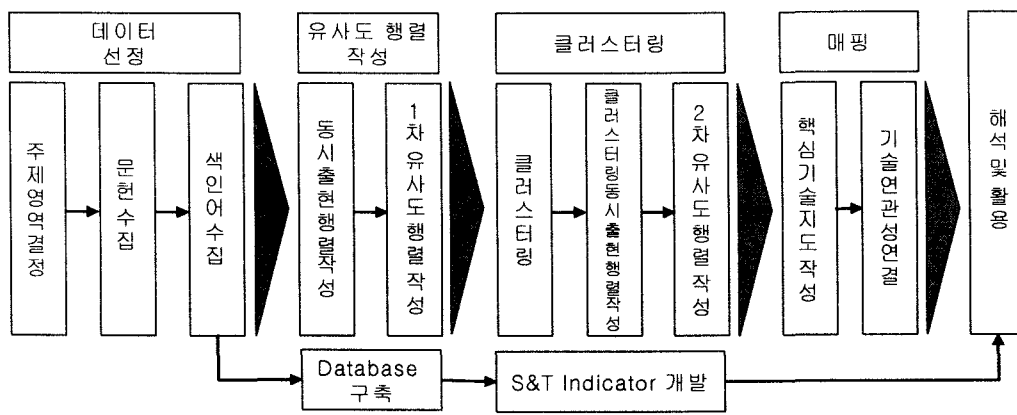 데이터
선정
유사도 행렬
작성
클러스터링
매핑
주제영역결정
문헌수집
색인어수집
동시출현행렬작성
1차유사도행렬작성
클러스터링
클러스터링동시출현행렬작성
2차유사도행렬작성
핵심기술지도작성
기술연관성연결
해석및활용
Database
구축
S&T Indicator 개발